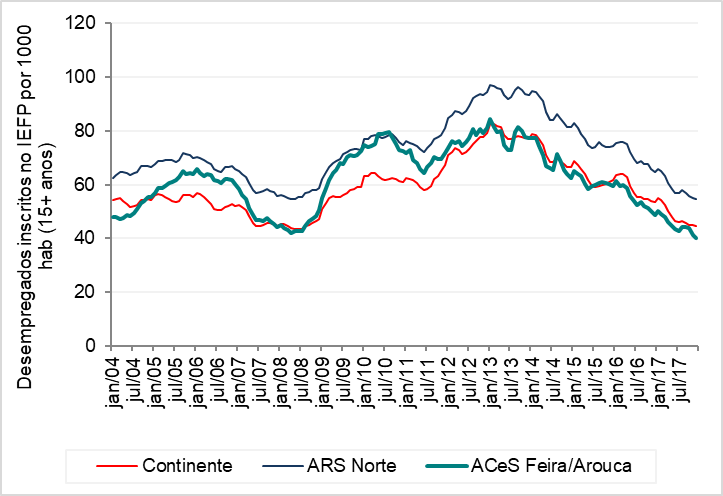 Desempregados inscritos no IEFP por 1000
hab (15+ anos)
120
100
80
60
40
20
0
jan/04
jul/04
jan/05
jul/05
jan/06
jul/06
jan/07
jul/07
jan/08
jul/08
jan/09
jul/09
jan/10
jul/10
jan/11
jul/11
jan/12
jul/12
jan/13
jul/13
jan/14
jul/14
jan/15
jul/15
jan/16
jul/16
jan/17
jul/17
Continente
ARS Norte
ACeS Feira/Arouca